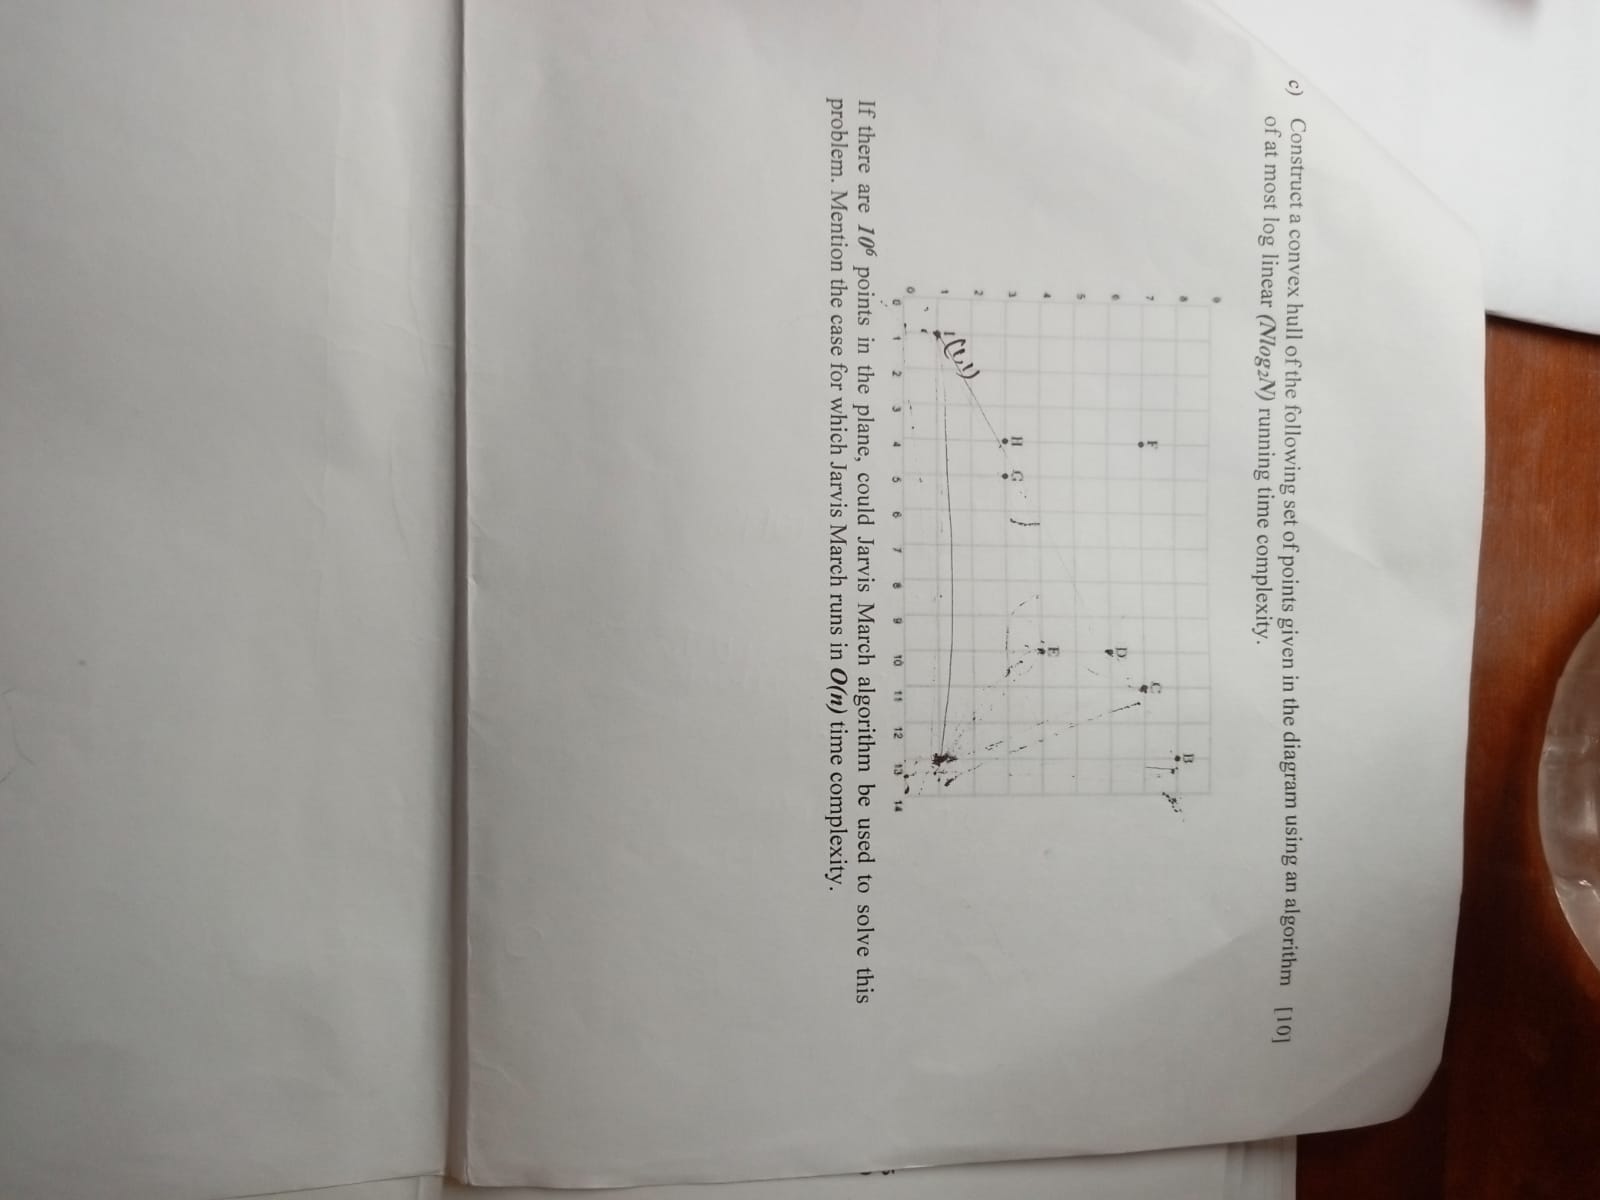 c) Construct a convex hull of the following set of points given in the diagram using an algorithm [10]
of at most log linear (Nlog₂N) running time complexity.
9
8
B
7
F
C
6
D
5
4
E
3
H
G
2
1
I (1,1)
0
0 1 2 3 4 5 6 7 8 9 10 11 12 13 14
If there are 10⁶ points in the plane, could Jarvis March algorithm be used to solve this
problem. Mention the case for which Jarvis March runs in O(n) time complexity.